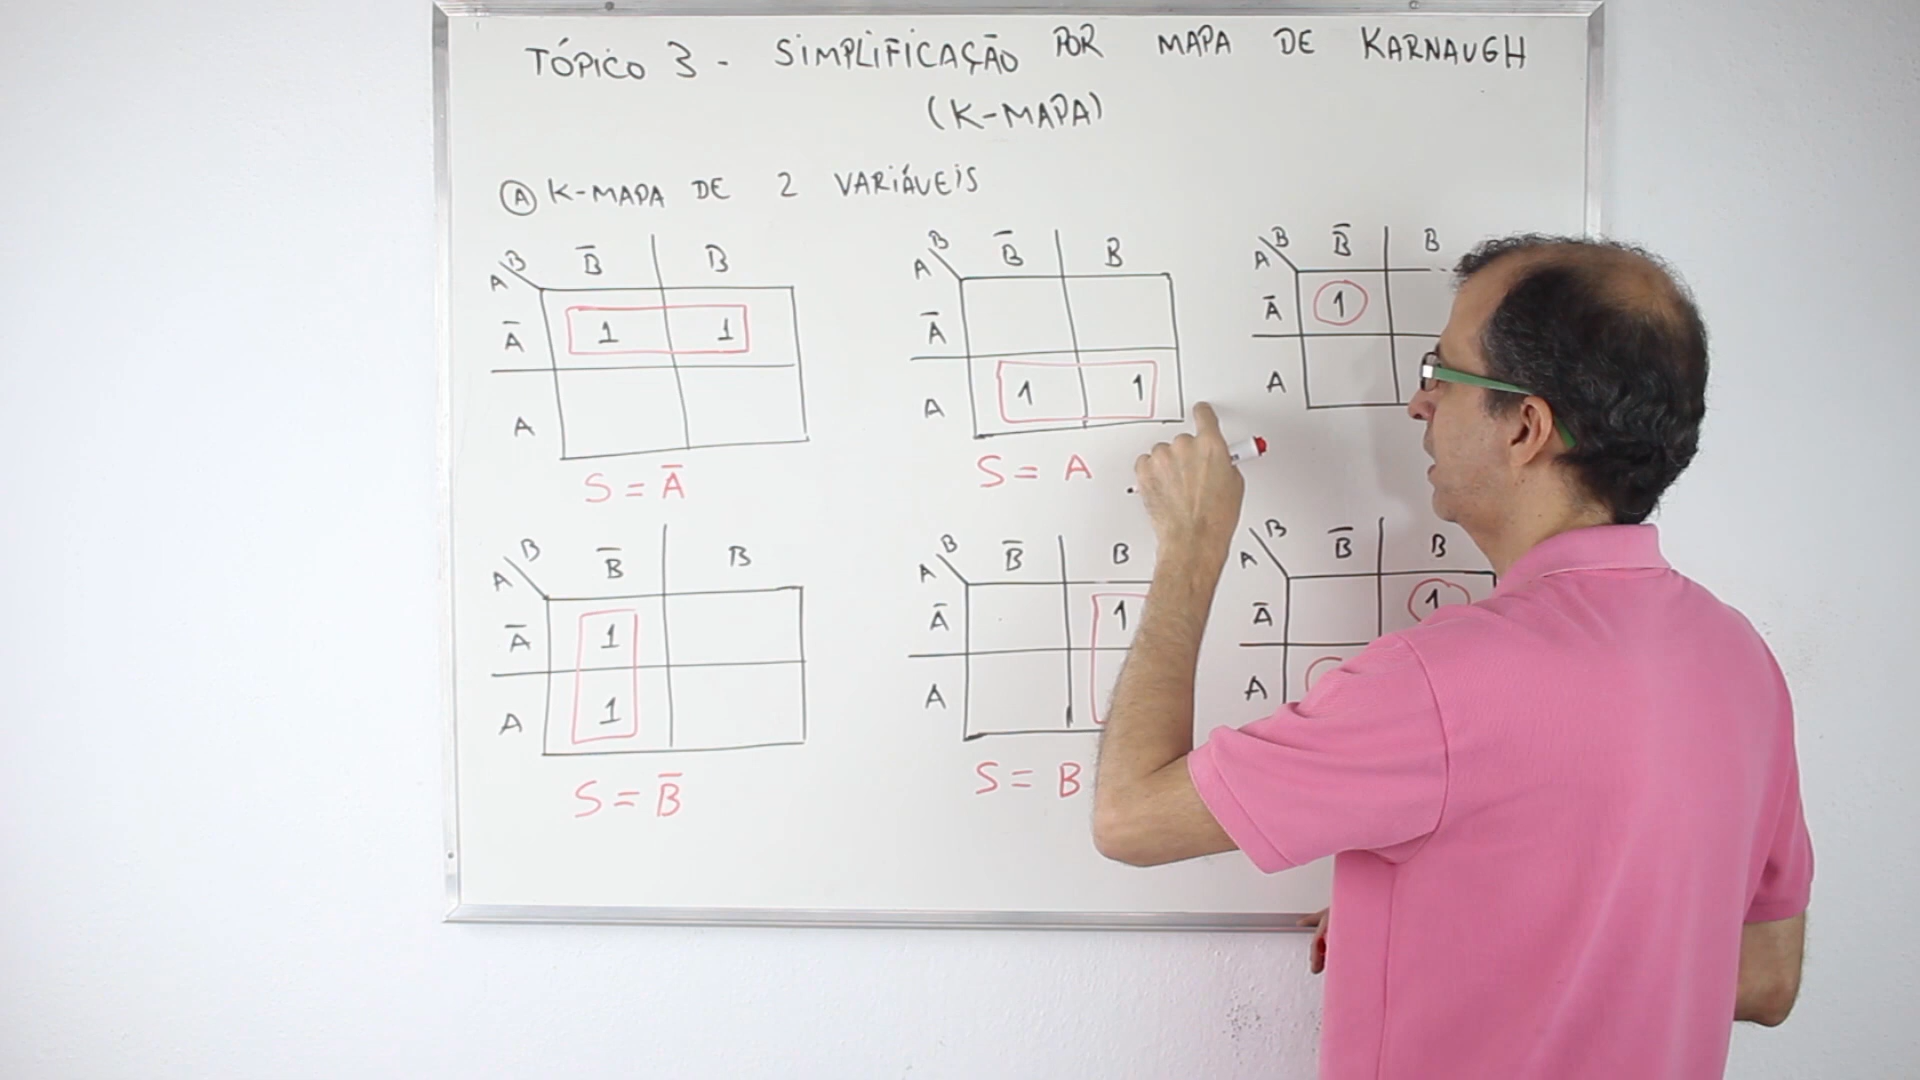 TÓPICO 3 - SIMPLIFICAÇÃO POR MAPA DE KARNAUGH
(K-MAPA)
Ⓐ K-MAPA DE 2 VARIÁVEIS
A B B̅ B
A̅ 1 1
A
S = A̅
A B B̅ B
A̅
A 1 1
S = A
A B B̅ B
A̅ 1
A
A B B̅ B
A̅ 1
A 1
S = B̅
A B B̅ B
A̅ 1
A
S = B
A B B̅ B
A̅ 1
A